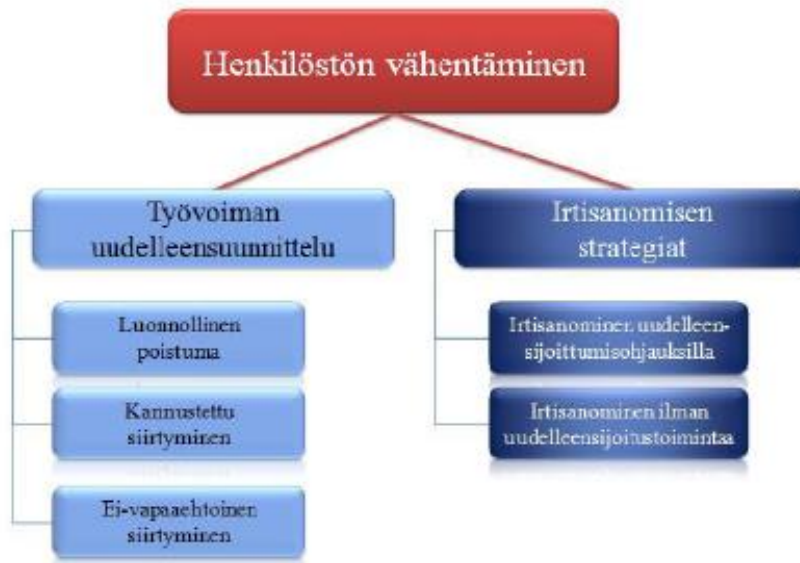 Henkilöstön vähentäminen
Työvoiman
uudelleensuunnittelu
Luonnollinen
poistuma
Kannustettu
siirtyminen
Ei-vapaaehtoinen
siirtyminen
Irtisanomisen
strategiat
Irtisanominen uudelleen-
sijoittumisohjauksilla
Irtisanominen ilman
uudelleensijoitustoimintaa